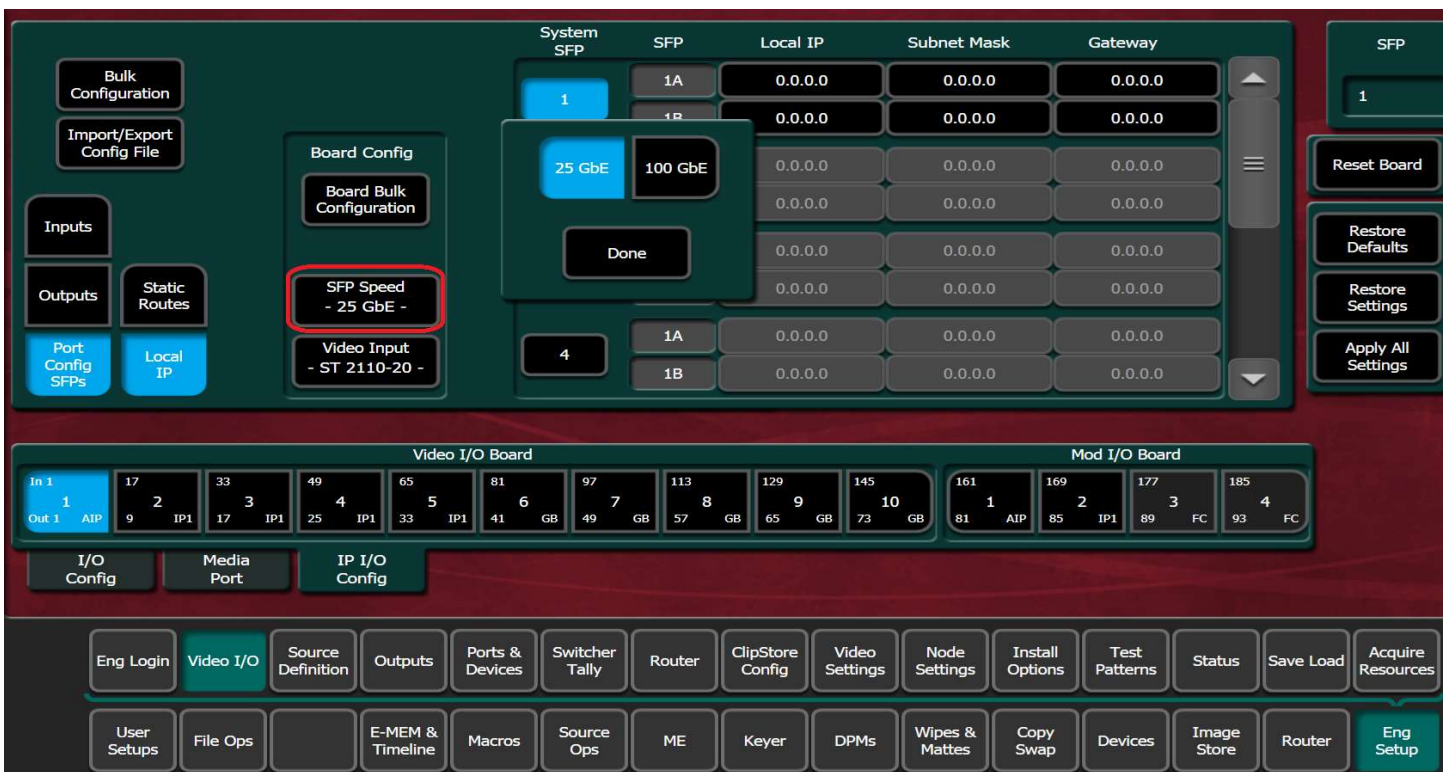 System
SFP
SFP
Local IP
Subnet Mask
Gateway
SFP
Bulk
Configuration
1
1A
0.0.0.0
0.0.0.0
0.0.0.0
1B
0.0.0.0
0.0.0.0
0.0.0.0
1
Import/Export
Config File
Board Config
Board Bulk
Configuration
25 GbE
100 GbE
Done
0.0.0.0
0.0.0.0
0.0.0.0
0.0.0.0
0.0.0.0
0.0.0.0
0.0.0.0
0.0.0.0
0.0.0.0
0.0.0.0
0.0.0.0
0.0.0.0
Reset Board
Inputs
Outputs
Static
Routes
SFP Speed
- 25 GbE -
Restore
Defaults
Restore
Settings
Port
Config
SFPs
Local
IP
Video Input
- ST 2110-20 -
4
1A
0.0.0.0
0.0.0.0
0.0.0.0
1B
0.0.0.0
0.0.0.0
0.0.0.0
Apply All
Settings
Video I/O Board
Mod I/O Board
In 1
1
Out 1 AIP
17
2
9 IP1
33
3
17 IP1
49
4
25 IP1
65
5
33 IP1
81
6
41 GB
97
7
49 GB
113
8
57 GB
129
9
65 GB
145
10
73 GB
161
1
81 AIP
169
2
85 IP1
177
3
89 FC
185
4
93 FC
I/O
Config
Media
Port
IP I/O
Config
Eng Login
Video I/O
Source
Definition
Outputs
Ports &
Devices
Switcher
Tally
Router
ClipStore
Config
Video
Settings
Node
Settings
Install
Options
Test
Patterns
Status
Save Load
Acquire
Resources
User
Setups
File Ops
E-MEM &
Timeline
Macros
Source
Ops
ME
Keyer
DPMs
Wipes &
Mattes
Copy
Swap
Devices
Image
Store
Router
Eng
Setup